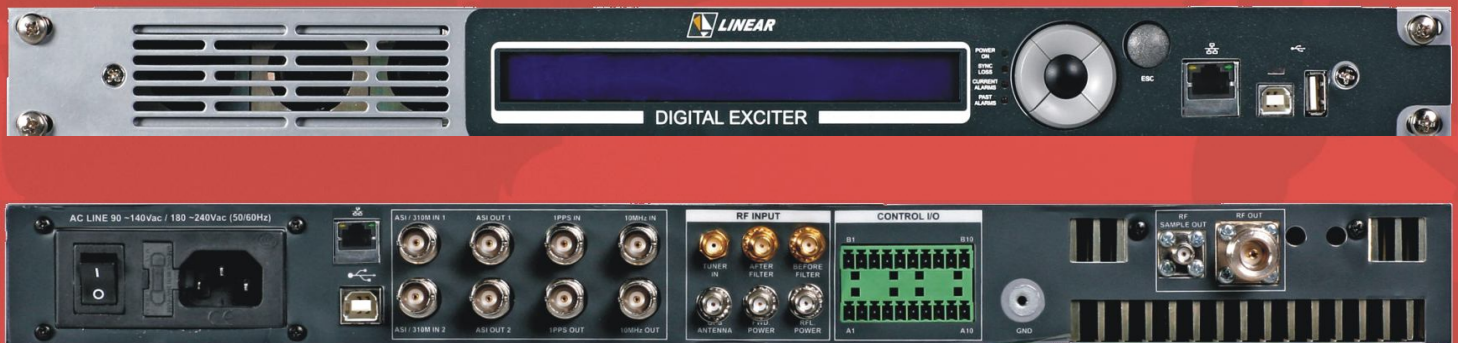 LINEAR
POWER
ON
SYNC
LOSS
CURRENT
ALARMS
PAST
ALARMS
ESC
DIGITAL EXCITER
AC LINE 90 ~140Vac / 180 ~240Vac (50/60Hz)
I
O
ASI / 310M IN 1
ASI OUT 1
1PPS IN
10MHz IN
ASI / 310M IN 2
ASI OUT 2
1PPS OUT
10MHz OUT
RF INPUT
TUNER
IN
AFTER
FILTER
BEFORE
FILTER
GPS
ANTENNA
FWD.
POWER
RFL
POWER
CONTROL I/O
B1
B10
A1
A10
GND
RF
SAMPLE OUT
RF OUT